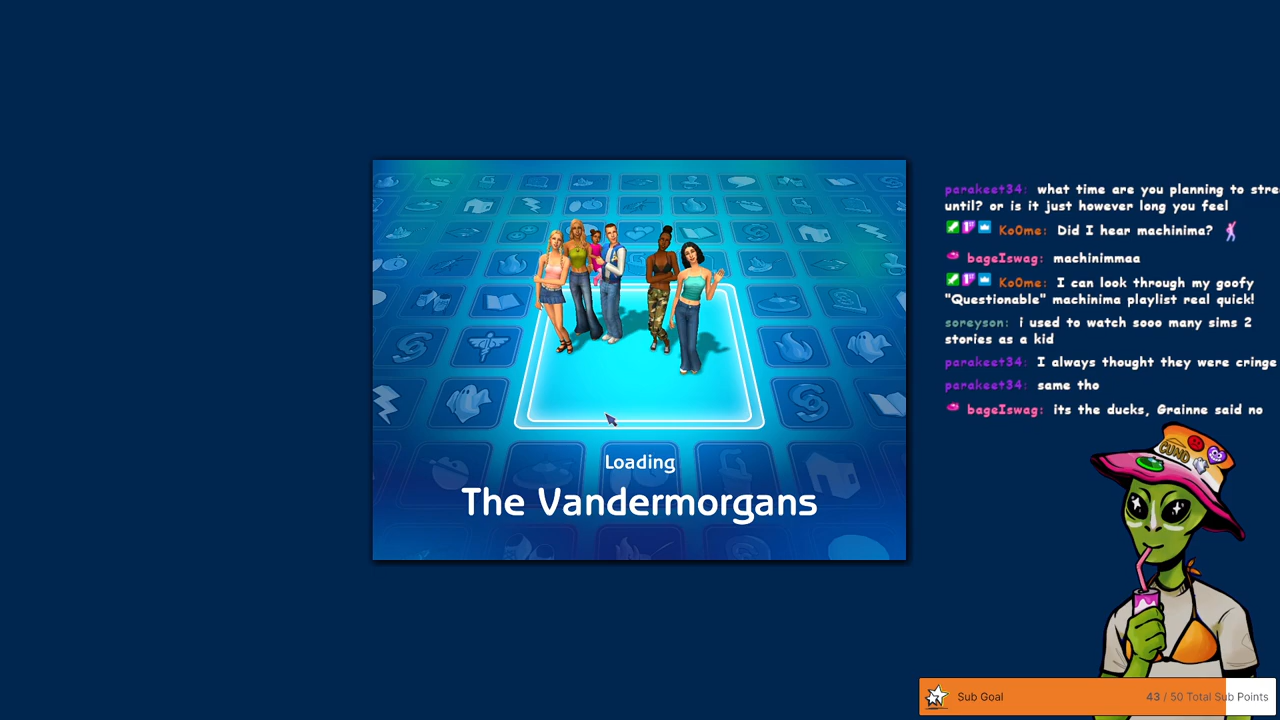 parakeet34: what time are you planning to stre
until? or is it just however long you feel
KoOme: Did I hear machinima?
bageIswag: machinimmaa
KoOme: I can look through my goofy
"Questionable" machinima playlist real quick!
soreyson: i used to watch sooo many sims 2
stories as a kid
parakeet34: I always thought they were cringe
parakeet34: same tho
bageIswag: its the ducks, Grainne said no
CUND
Loading
The Vandermorgans
Sub Goal
43 / 50 Total Sub Points